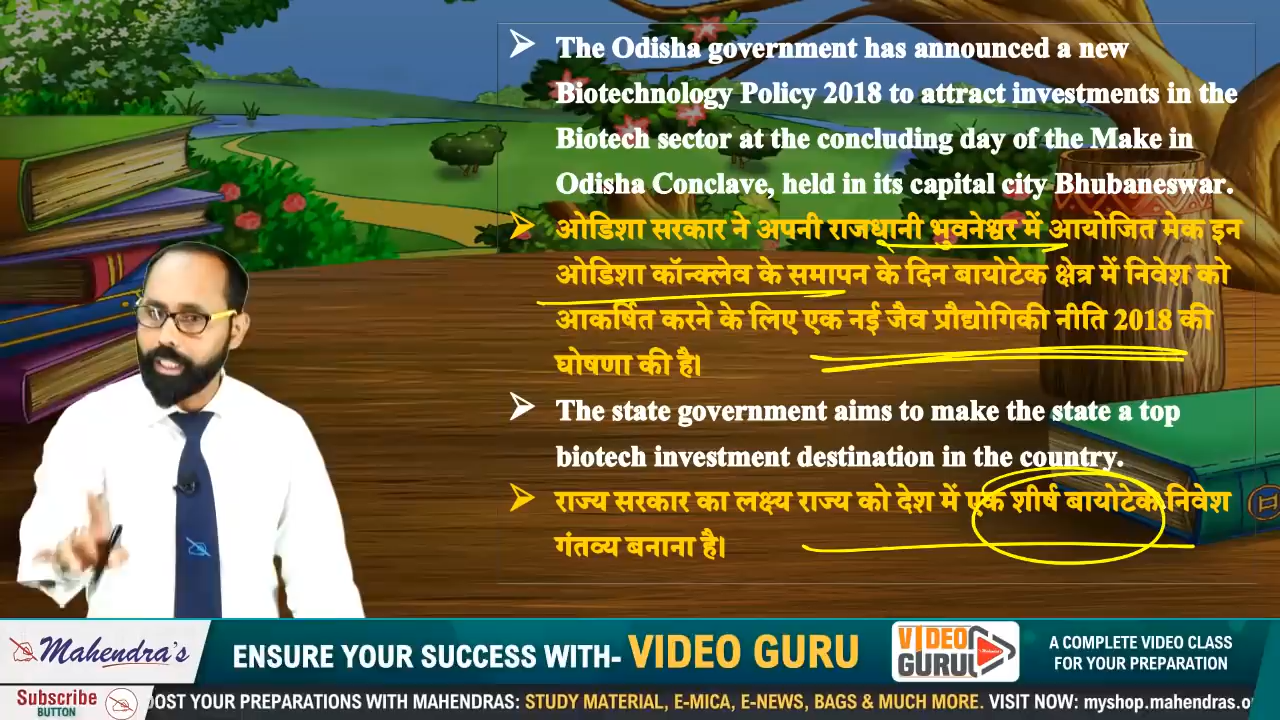 The Odisha government has announced a new
Biotechnology Policy 2018 to attract investments in the
Biotech sector at the concluding day of the Make in
Odisha Conclave, held in its capital city Bhubaneswar.
ओडिशा सरकार ने अपनी राजधानी भुवनेश्वर में आयोजित मेक इन
ओडिशा कॉन्क्लेव के समापन के दिन बायोटेक क्षेत्र में निवेश को
आकर्षित करने के लिए एक नई जैव प्रौद्योगिकी नीति 2018 की
घोषणा की है।
The state government aims to make the state a top
biotech investment destination in the country.
राज्य सरकार का लक्ष्य राज्य को देश में एक शीर्ष बायोटेक निवेश
गंतव्य बनाना है।
Mahendra's
ENSURE YOUR SUCCESS WITH- VIDEO GURU
VIDEO
GURU
A COMPLETE VIDEO CLASS
FOR YOUR PREPARATION
Subscribe
BUTTON
OOST YOUR PREPARATIONS WITH MAHENDRAS: STUDY MATERIAL, E-MICA, E-NEWS, BAGS & MUCH MORE. VISIT NOW: myshop.mahendras.o